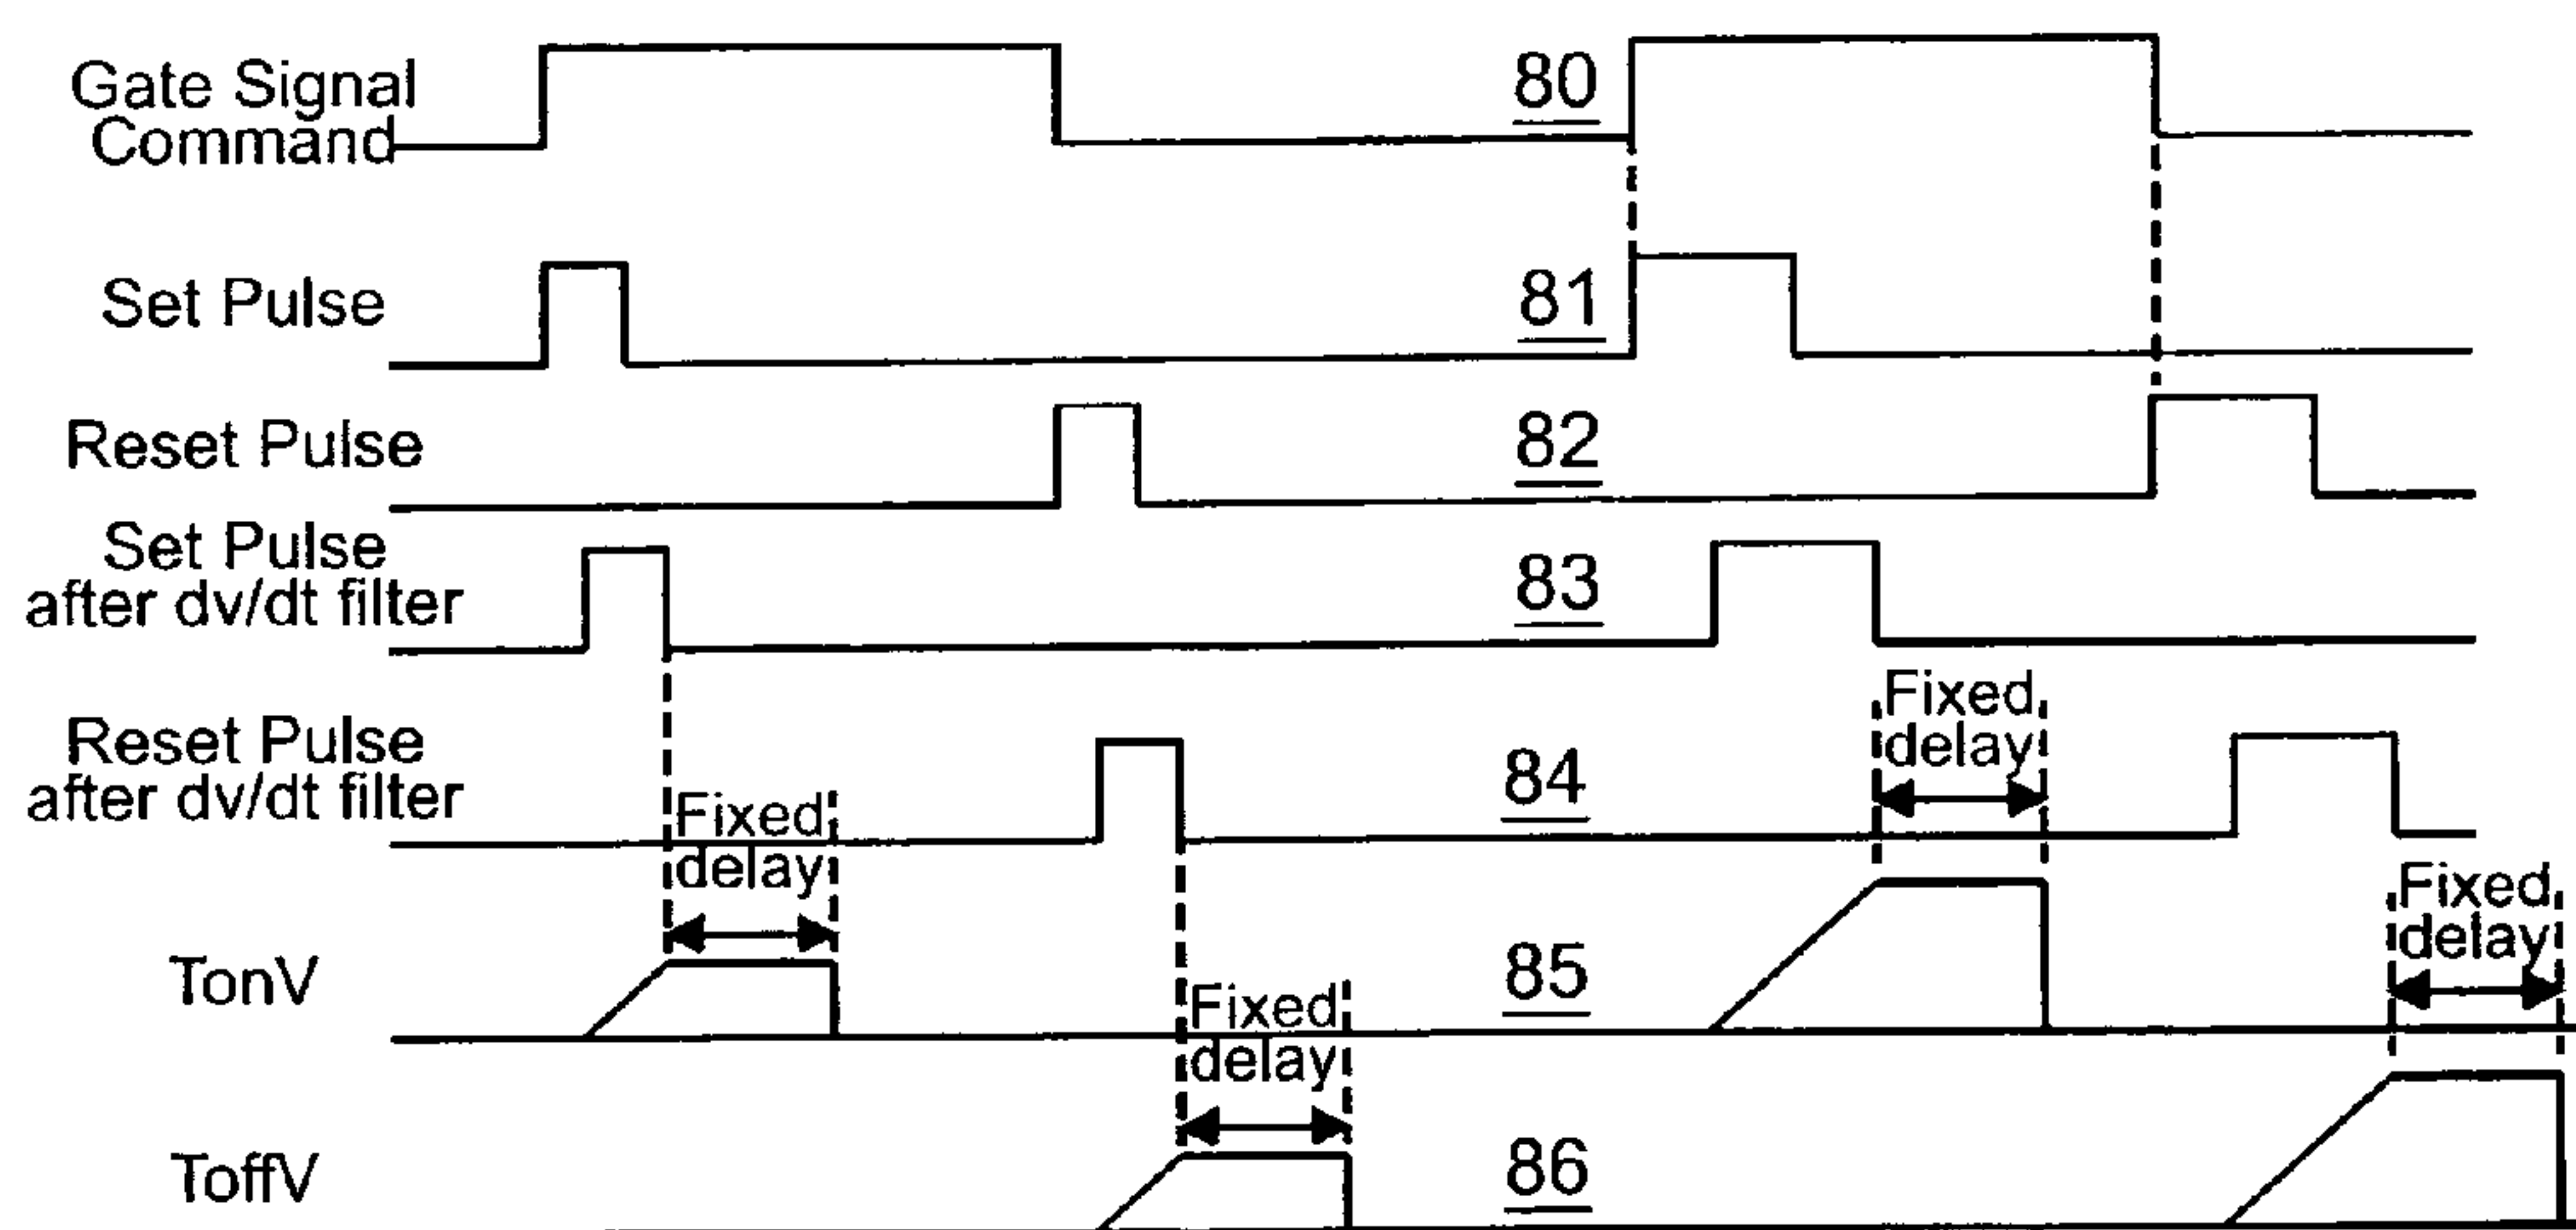 Gate Signal
Command
80
Set Pulse
81
Reset Pulse
82
Set Pulse
after dv/dt filter
83
Fixed
delay
Reset Pulse
after dv/dt filter
84
Fixed
delay
Fixed
delay
TonV
85
Fixed
delay
ToffV
86